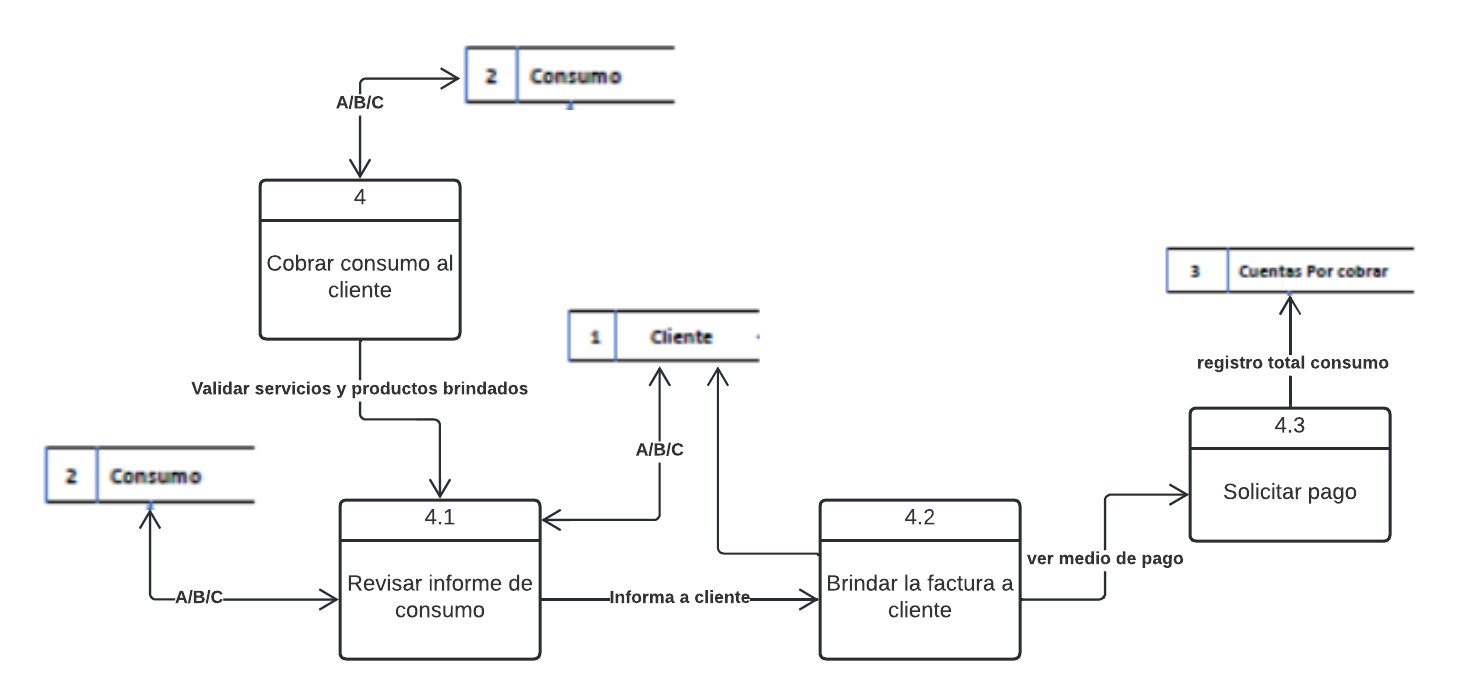 2 Consumo
A/B/C
4
Cobrar consumo al
cliente
3 Cuentas Por cobrar
1 Cliente
registro total consumo
Validar servicios y productos brindados
4.3
A/B/C
2 Consumo
Solicitar pago
4.1
4.2
ver medio de pago
Revisar informe de
consumo
Brindar la factura a
cliente
A/B/C
Informa a cliente